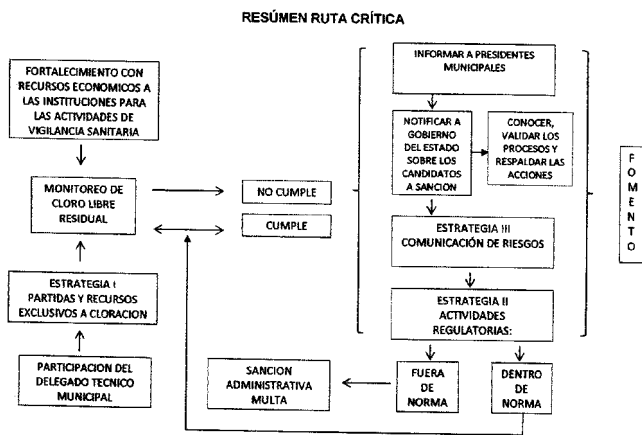 RESÚMEN RUTA CRÍTICA
FORTALECIMIENTO CON
RECURSOS ECONOMICOS A
LAS INSTITUCIONES PARA
LAS ACTIVIDADES DE
VIGILANCIA SANITARIA
MONITOREO DE
CLORO LIBRE
RESIDUAL
ESTRATEGIA I
PARTIDAS Y RECURSOS
EXCLUSIVOS A CLORACION
PARTICIPACION DEL
DELEGADO TECNICO
MUNICIPAL
NO CUMPLE
CUMPLE
INFORMAR A PRESIDENTES
MUNICIPALES
NOTIFICAR A
GOBIERNO
DEL ESTADO
SOBRE LOS
CANDIDATOS
A SANCION
CONOCER,
VALIDAR LOS
PROCESOS Y
RESPALDAR LAS
ACCIONES
ESTRATEGIA III
COMUNICACIÓN DE RIESGOS
ESTRATEGIA II
ACTIVIDADES
REGULATORIAS:
FUERA
DE
NORMA
DENTRO
DE
NORMA
SANCION
ADMINISTRATIVA
MULTA
F
O
M
E
N
T
O